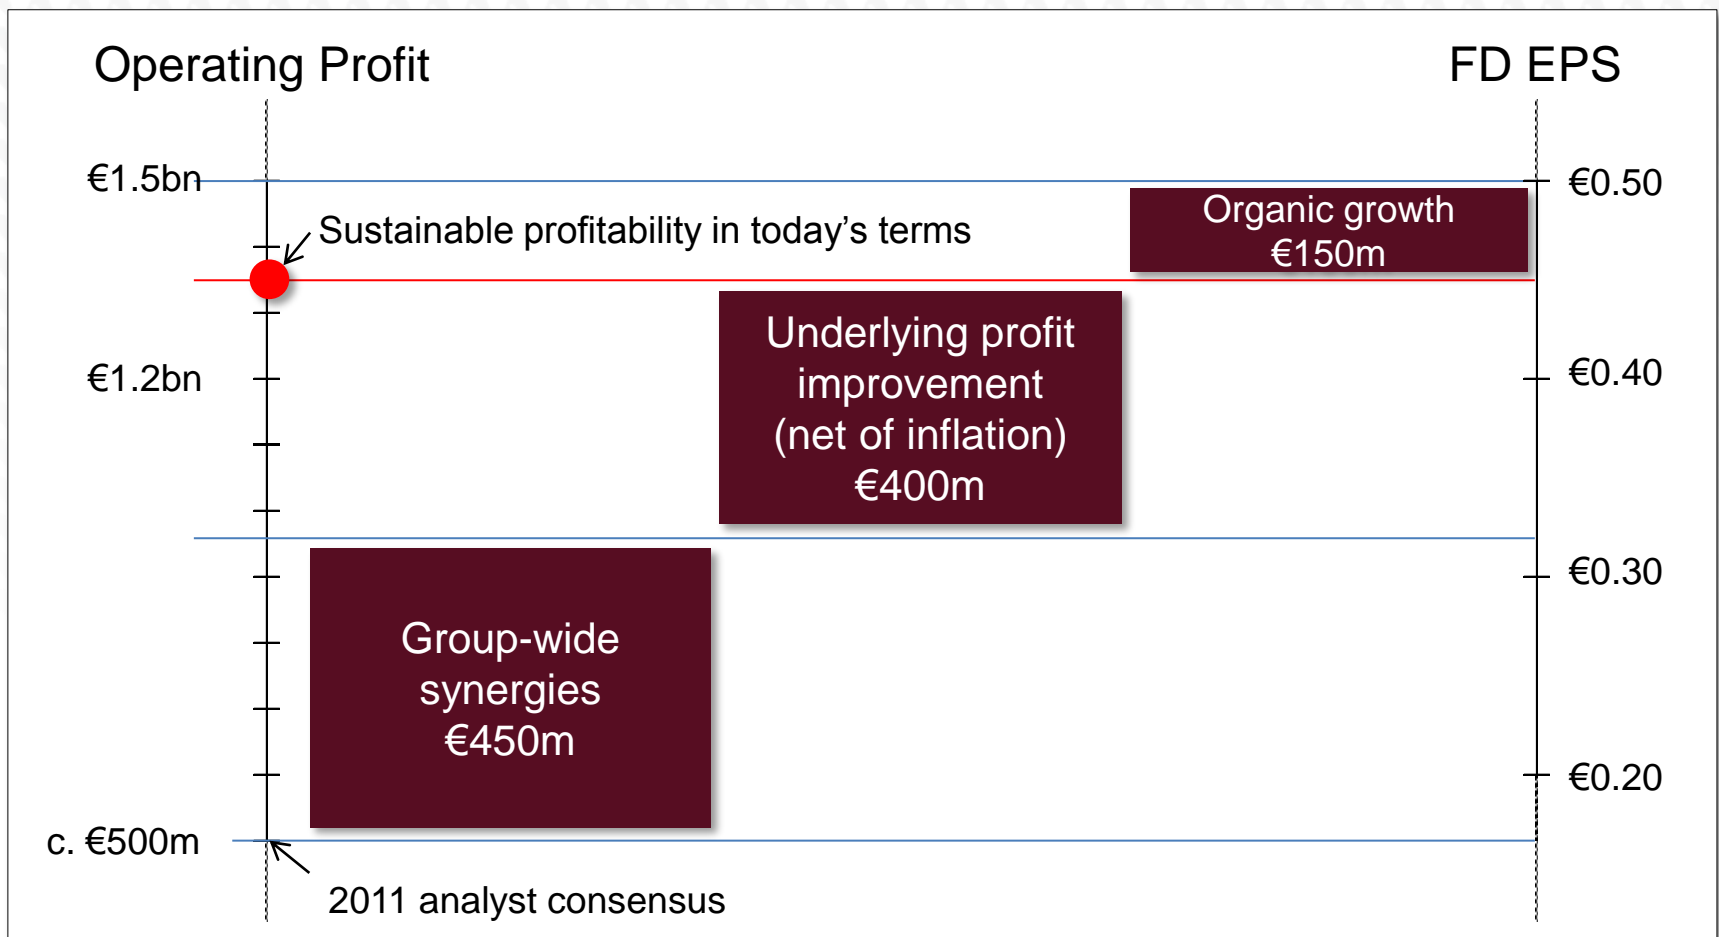 Operating Profit
FD EPS
€1.5bn
€0.50
Organic growth
€150m
Sustainable profitability in today's terms
Underlying profit
improvement
(net of inflation)
€400m
€1.2bn
€0.40
€0.30
Group-wide
synergies
€450m
€0.20
c. €500m
2011 analyst consensus